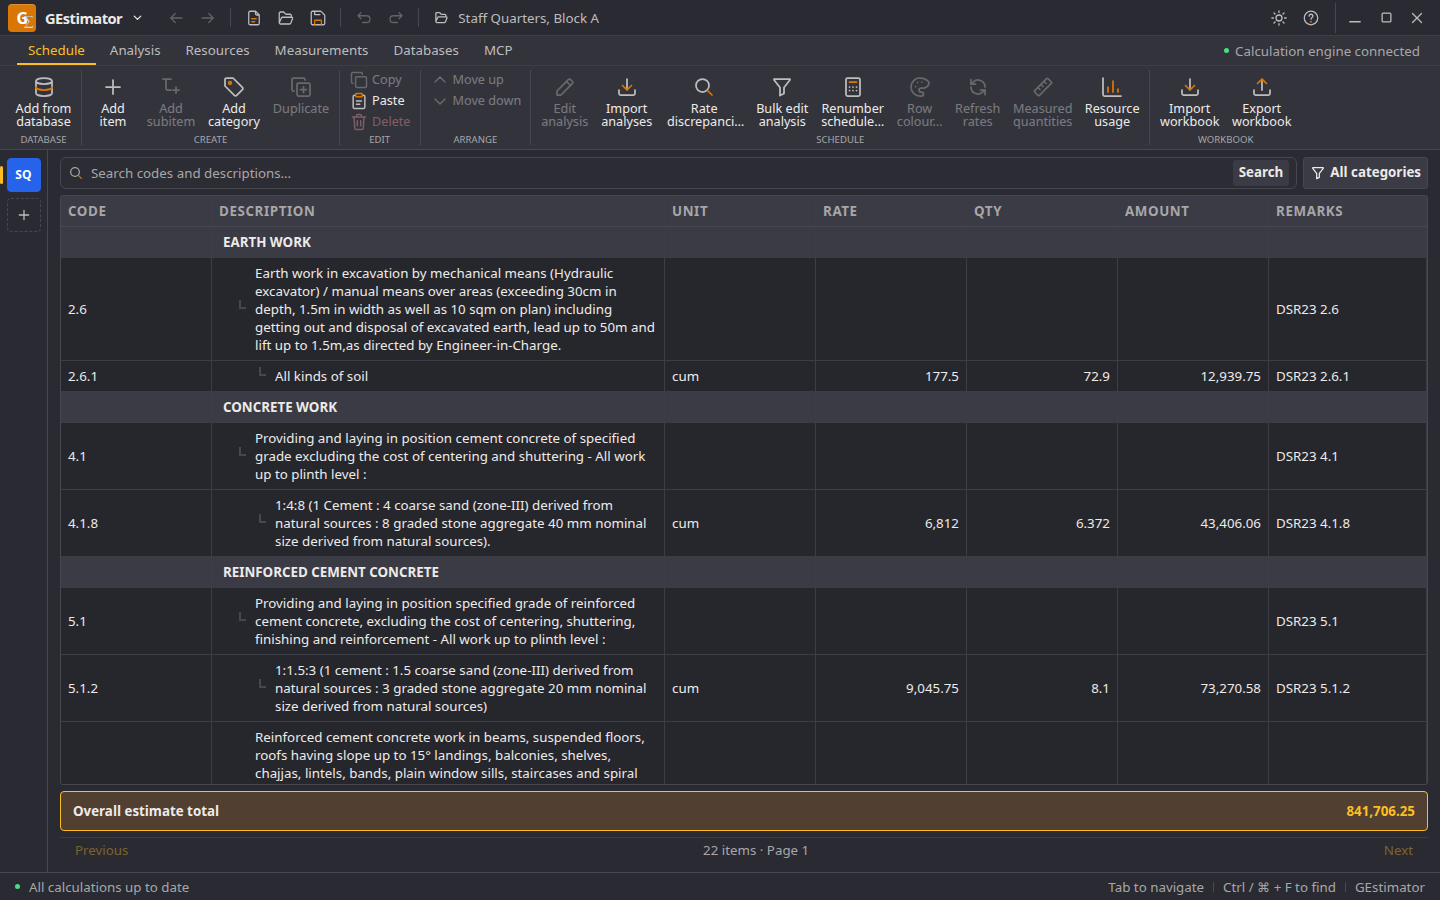 GEstimator
Staff Quarters, Block A
Schedule Analysis Resources Measurements Databases MCP
Calculation engine connected
Add from database
Add item
Add subitem
Add category
Duplicate
Copy
Paste
Delete
Move up
Move down
Edit analysis
Import analyses
Rate discrepanci...
Bulk edit analysis
Renumber schedule...
Row colour...
Refresh rates
Measured quantities
Resource usage
Import workbook
Export workbook
DATABASE CREATE EDIT ARRANGE SCHEDULE WORKBOOK
SQ
Search codes and descriptions...
Search
All categories
CODE DESCRIPTION UNIT RATE QTY AMOUNT REMARKS
EARTH WORK
2.6
Earth work in excavation by mechanical means (Hydraulic
excavator) / manual means over areas (exceeding 30cm in
depth, 1.5m in width as well as 10 sqm on plan) including
getting out and disposal of excavated earth, lead up to 50m and
lift up to 1.5m,as directed by Engineer-in-Charge.
DSR23 2.6
2.6.1 All kinds of soil cum 177.5 72.9 12,939.75 DSR23 2.6.1
CONCRETE WORK
4.1
Providing and laying in position cement concrete of specified
grade excluding the cost of centering and shuttering - All work
up to plinth level :
DSR23 4.1
4.1.8
1:4:8 (1 Cement : 4 coarse sand (zone-III) derived from
natural sources : 8 graded stone aggregate 40 mm nominal
size derived from natural sources).
cum 6,812 6.372 43,406.06 DSR23 4.1.8
REINFORCED CEMENT CONCRETE
5.1
Providing and laying in position specified grade of reinforced
cement concrete, excluding the cost of centering, shuttering,
finishing and reinforcement - All work up to plinth level :
DSR23 5.1
5.1.2
1:1.5:3 (1 cement : 1.5 coarse sand (zone-III) derived from
natural sources : 3 graded stone aggregate 20 mm nominal
size derived from natural sources)
cum 9,045.75 8.1 73,270.58 DSR23 5.1.2
Reinforced cement concrete work in beams, suspended floors,
roofs having slope up to 15° landings, balconies, shelves,
chajjas, lintels, bands, plain window sills, staircases and spiral
Overall estimate total 841,706.25
Previous 22 items · Page 1 Next
All calculations up to date
Tab to navigate Ctrl / ⌘ + F to find GEstimator